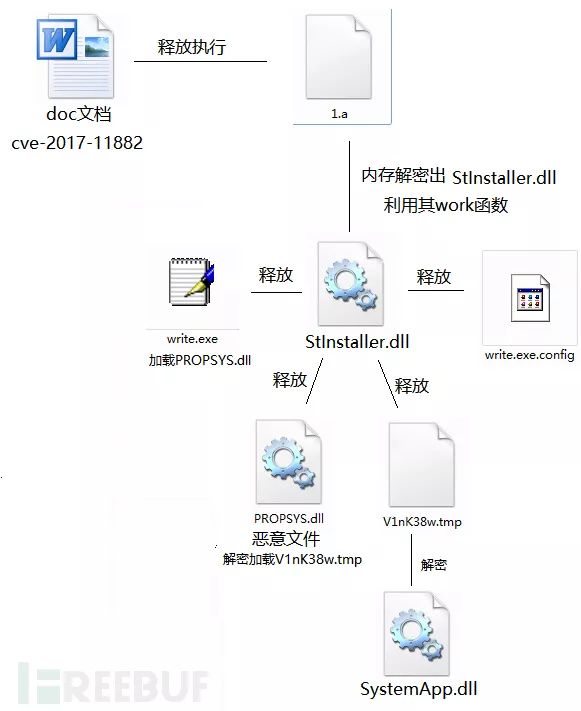 doc文档
cve-2017-11882
释放执行
1.a
内存解密出 StInstaller.dll
利用其work函数
write.exe
加载PROPSYS.dll
释放
StInstaller.dll
释放
write.exe.config
释放
释放
PROPSYS.dll
恶意文件
解密加载V1nK38w.tmp
V1nK38w.tmp
解密
SystemApp.dll
FREEBUF